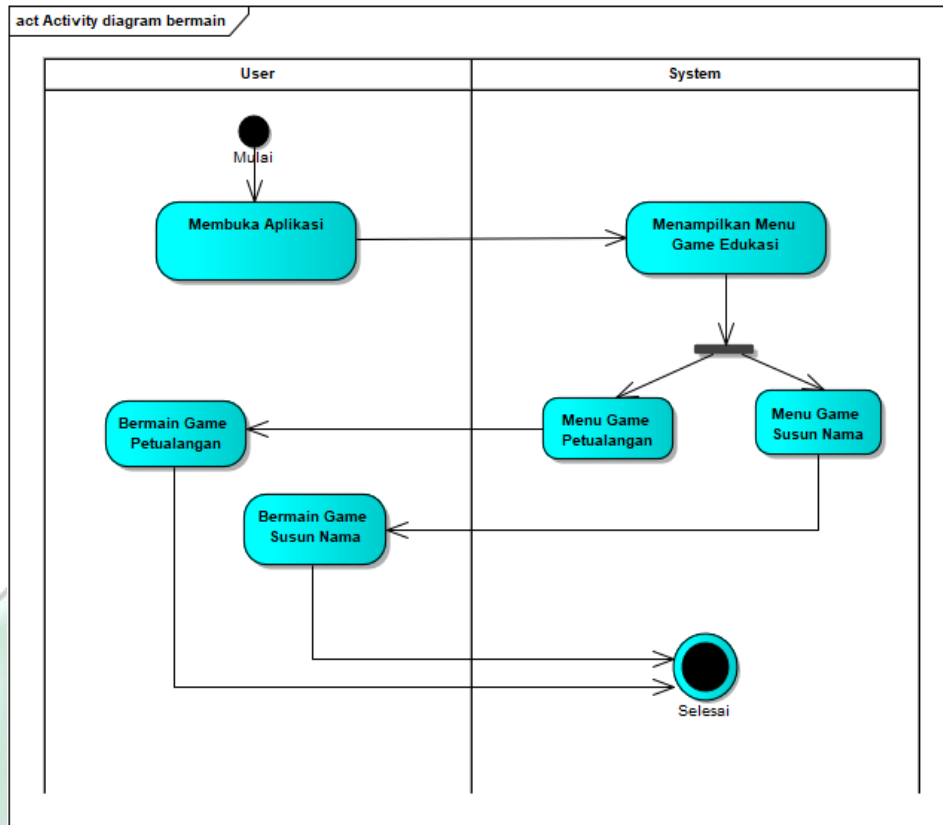 act Activity diagram bermain
User
System
Mulai
Membuka Aplikasi
Menampilkan Menu
Game Edukasi
Bermain Game
Petualangan
Menu Game
Petualangan
Menu Game
Susun Nama
Bermain Game
Susun Nama
Selesai